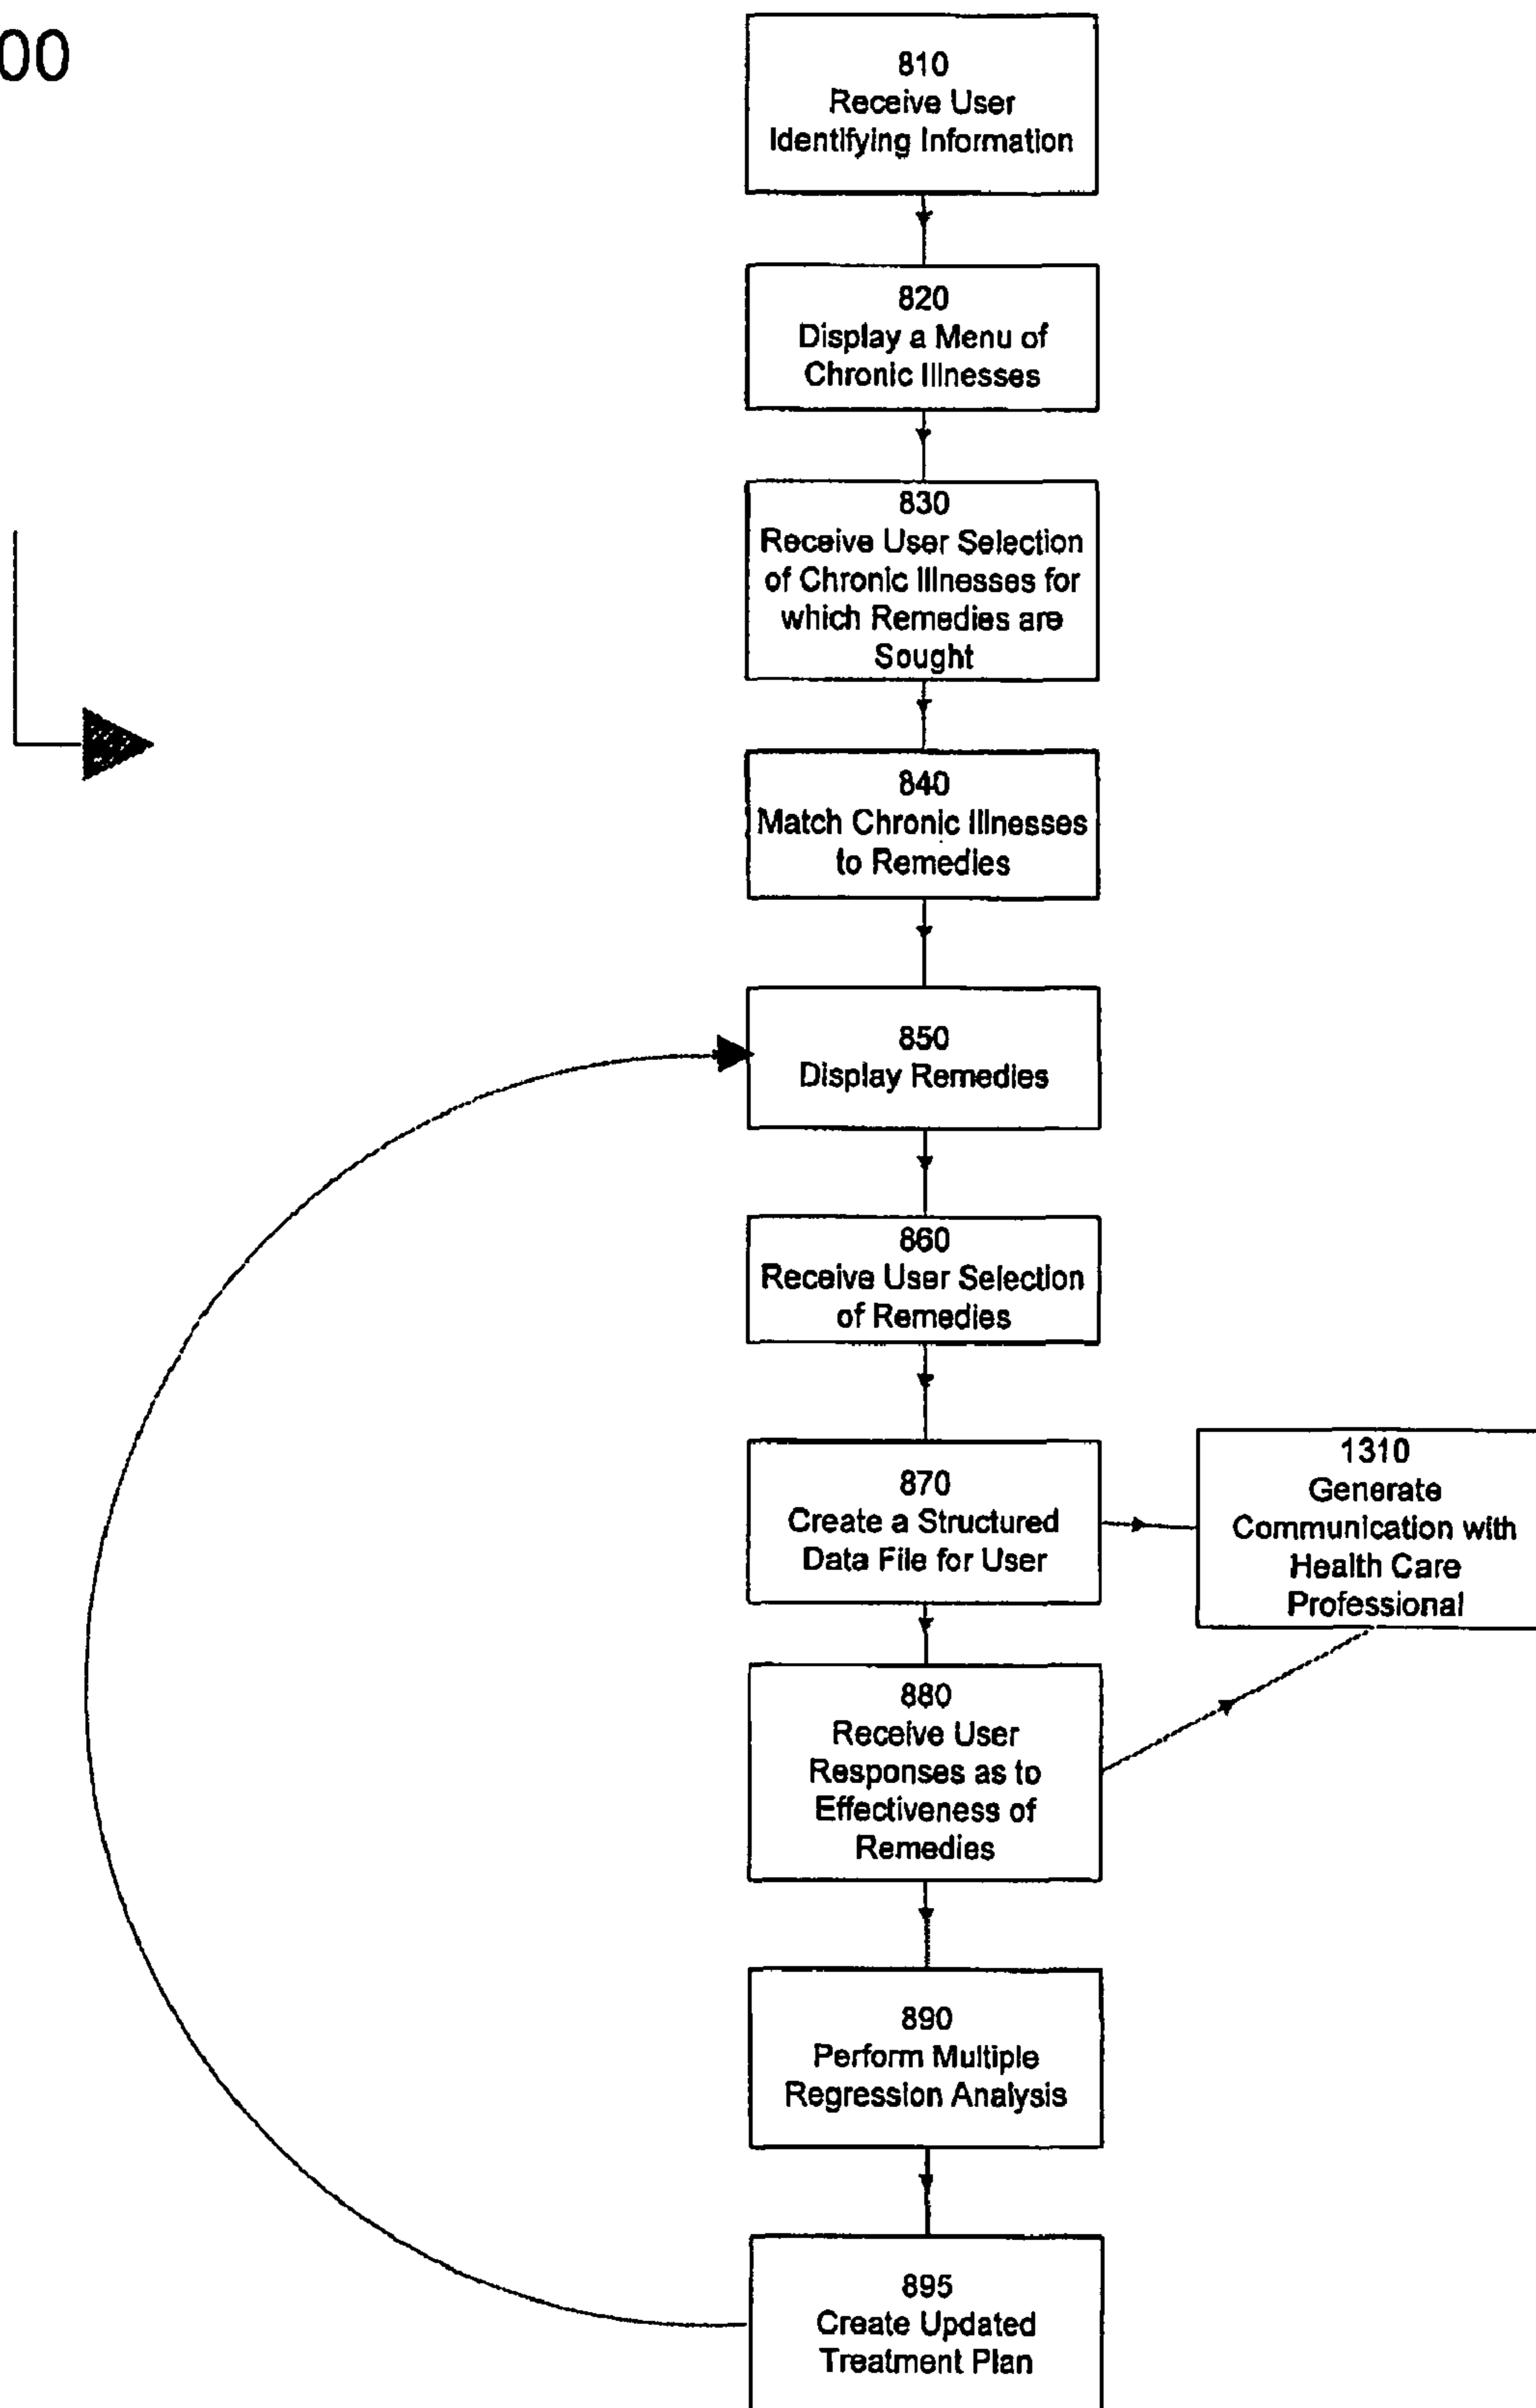 00
810
Receive User
Identifying Information
820
Display a Menu of
Chronic Illnesses
830
Receive User Selection
of Chronic Illnesses for
which Remedies are
Sought
840
Match Chronic Illnesses
to Remedies
850
Display Remedies
860
Receive User Selection
of Remedies
870
Create a Structured
Data File for User
1310
Generate
Communication with
Health Care
Professional
880
Receive User
Responses as to
Effectiveness of
Remedies
890
Perform Multiple
Regression Analysis
895
Create Updated
Treatment Plan